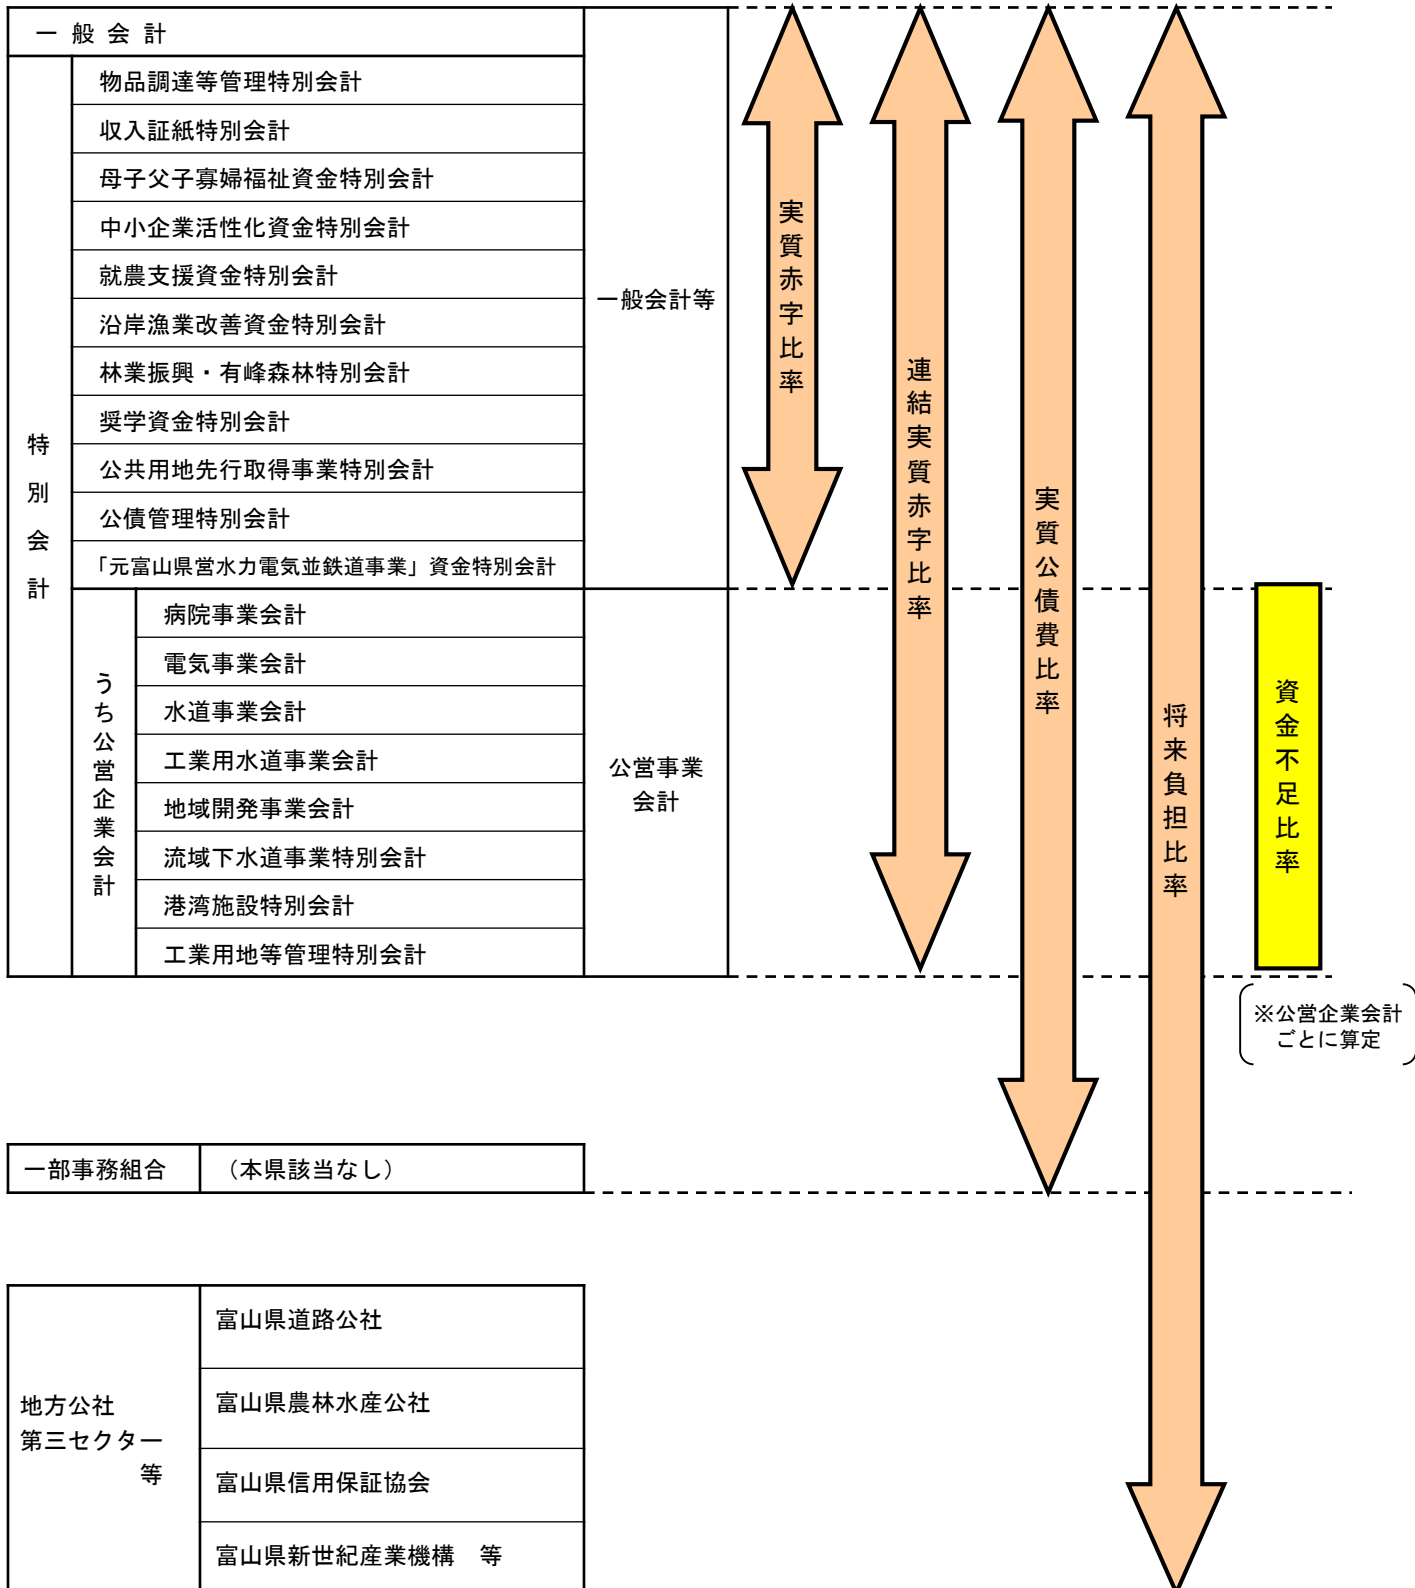 一般会計
特別会計
物品調達等管理特別会計
収入証紙特別会計
母子父子寡婦福祉資金特別会計
中小企業活性化資金特別会計
就農支援資金特別会計
沿岸漁業改善資金特別会計
林業振興・有峰森林特別会計
奨学資金特別会計
公共用地先行取得事業特別会計
公債管理特別会計
「元富山県営水力電気並鉄道事業」資金特別会計
一般会計等
うち公営企業会計
病院事業会計
電気事業会計
水道事業会計
工業用水道事業会計
地域開発事業会計
流域下水道事業特別会計
港湾施設特別会計
工業用地等管理特別会計
公営事業
会計
実質赤字比率
連結実質赤字比率
実質公債費比率
将来負担比率
資金不足比率
※公営企業会計
ごとに算定
一部事務組合
（本県該当なし）
地方公社
第三セクター
等
富山県道路公社
富山県農林水産公社
富山県信用保証協会
富山県新世紀産業機構　等